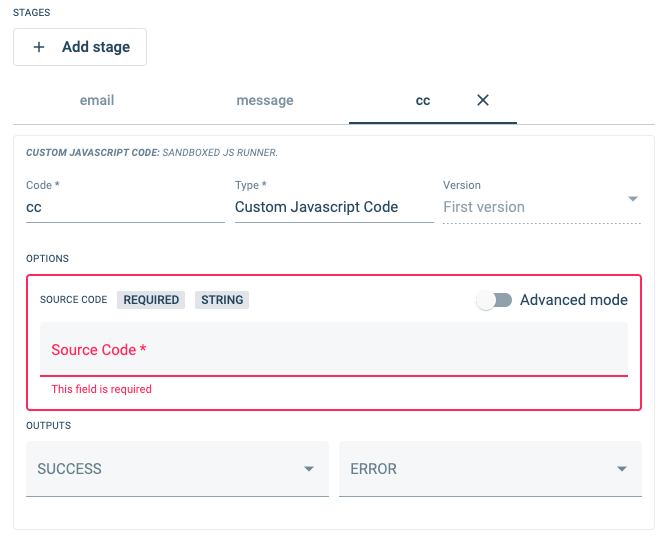 STAGES
+ Add stage
email message cc ×
CUSTOM JAVASCRIPT CODE: SANDBOXED JS RUNNER.
Code * Type * Version
cc Custom Javascript Code First version
OPTIONS
SOURCE CODE REQUIRED STRING Advanced mode
Source Code *
This field is required
OUTPUTS
SUCCESS ERROR